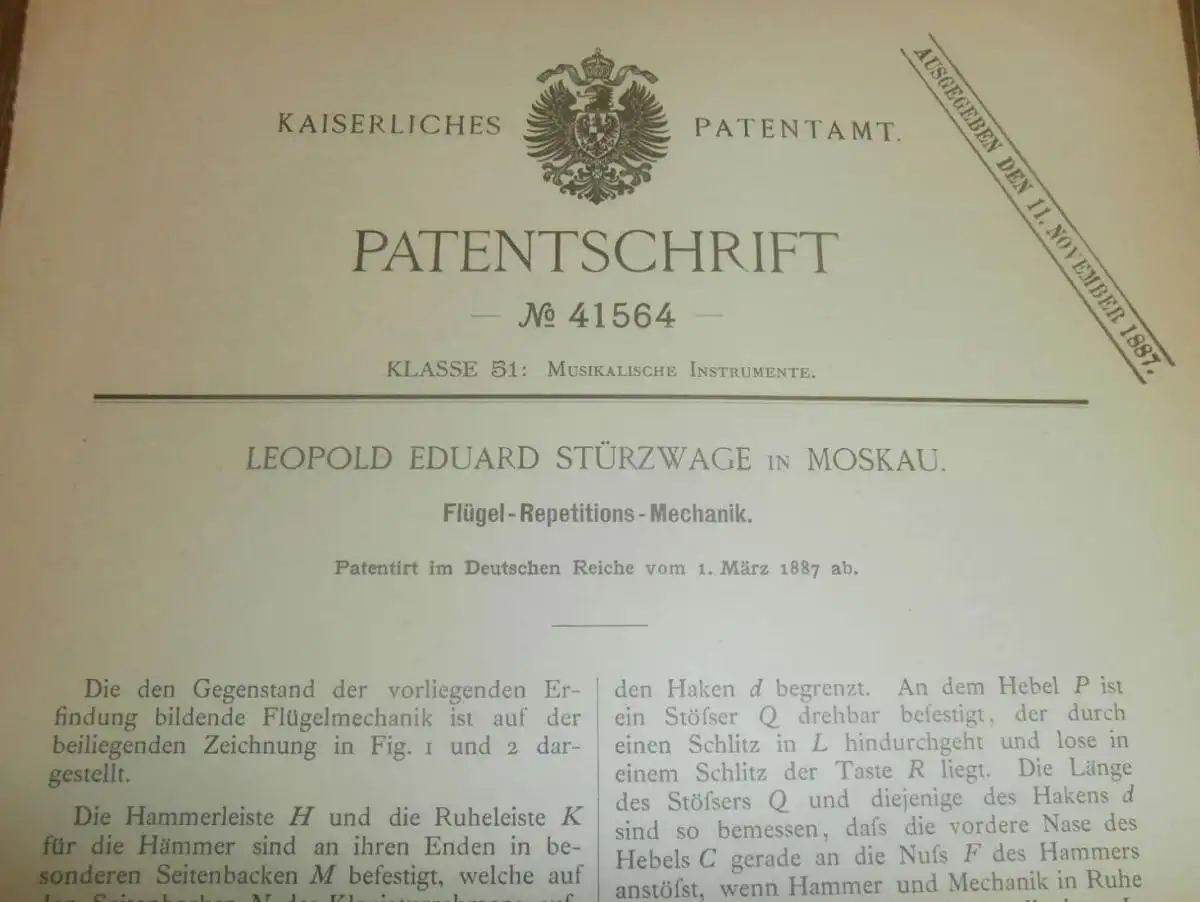 KAISERLICHES PATENTAMT.
AUSGEGEBEN DEN 11. NOVEMBER 1887.
PATENTSCHRIFT
— № 41564 —
KLASSE 51: MUSIKALISCHE INSTRUMENTE.
LEOPOLD EDUARD STÜRZWAGE IN MOSKAU.
Flügel-Repetitions-Mechanik.
Patentirt im Deutschen Reiche vom 1. März 1887 ab.
Die den Gegenstand der vorliegenden Er-
findung bildende Flügelmechanik ist auf der
beiliegenden Zeichnung in Fig. 1 und 2 dar-
gestellt.
Die Hammerleiste H und die Ruheleiste K
für die Hämmer sind an ihren Enden in be-
sonderen Seitenbacken M befestigt, welche auf
den Haken d begrenzt. An dem Hebel P ist
ein Stöſser Q drehbar befestigt, der durch
einen Schlitz in L hindurchgeht und lose in
einem Schlitz der Taste R liegt. Die Länge
des Stöſsers Q und diejenige des Hakens d
sind so bemessen, daſs die vordere Nase des
Hebels C gerade an die Nuſs F des Hammers
anstöſst, wenn Hammer und Mechanik in Ruhe